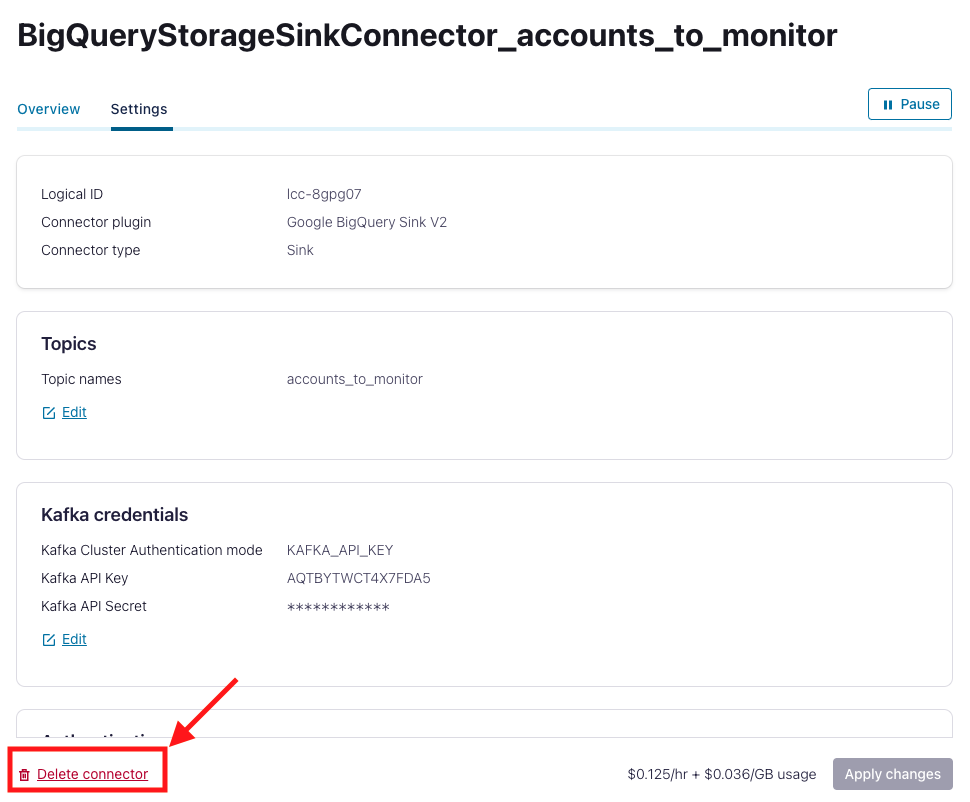 BigQueryStorageSinkConnector_accounts_to_monitor
Overview Settings Pause
Logical ID lcc-8gpg07
Connector plugin Google BigQuery Sink V2
Connector type Sink
Topics
Topic names accounts_to_monitor
Edit
Kafka credentials
Kafka Cluster Authentication mode KAFKA_API_KEY
Kafka API Key AQTBYTWCT4X7FDA5
Kafka API Secret ************
Edit
Delete connector $0.125/hr + $0.036/GB usage Apply changes